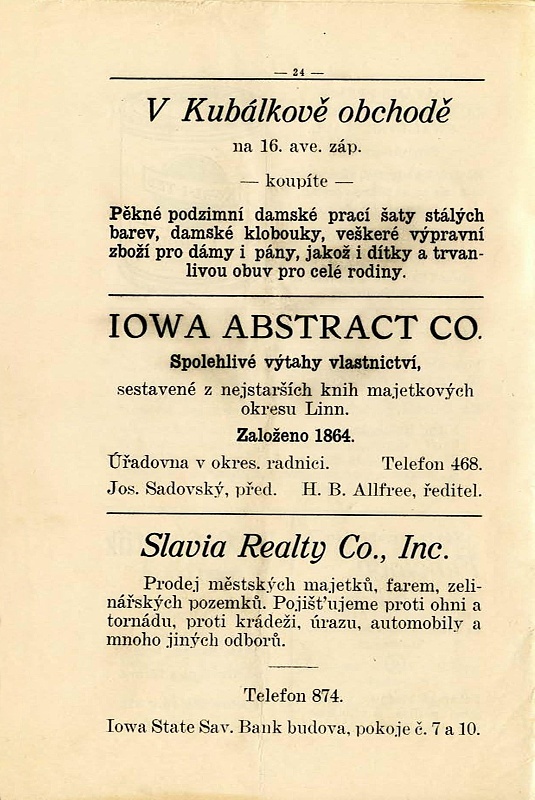 — 24 —
V Kubálkově obchodě
na 16. ave. záp.
— koupíte —
Pěkné podzimní damské prací šaty stálých
barev, damské klobouky, veškeré výpravní
zboží pro dámy i pány, jakož i dítky a trvan-
livou obuv pro celé rodiny.
IOWA ABSTRACT CO.
Spolehlivé výtahy vlastnictví,
sestavené z nejstarších knih majetkových
okresu Linn.
Založeno 1864.
Úřadovna v okres. radnici. Telefon 468.
Jos. Sadovský, před. H. B. Allfree, ředitel.
Slavia Realty Co., Inc.
Prodej městských majetků, farem, zeli-
nářských pozemků. Pojišt'ujeme proti ohni a
tornádu, proti krádeži, úrazu, automobily a
mnoho jiných odborů.
Telefon 874.
Iowa State Sav. Bank budova, pokoje č. 7 a 10.